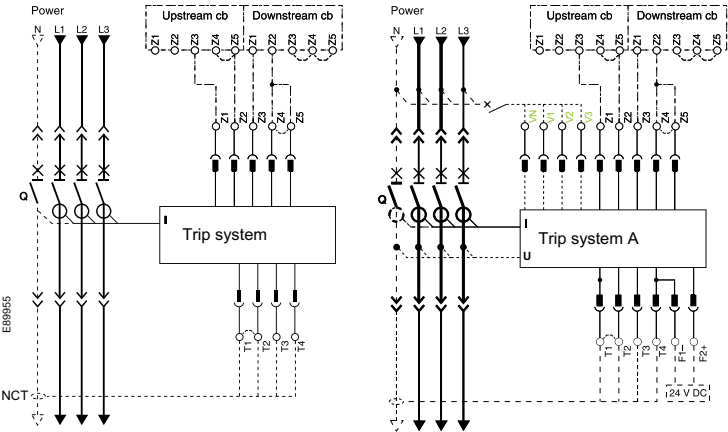 Power
N L1 L2 L3
Upstream cb Downstream cb
Z1 Z2 Z3 Z4 Z5 Z1 Z2 Z3 Z4 Z5
Z1 Z2 Z3 Z4 Z5
Q
I
Trip system
E89955
T1 T2 T3 T4
NCT
Power
N L1 L2 L3
Upstream cb Downstream cb
Z1 Z2 Z3 Z4 Z5 Z1 Z2 Z3 Z4 Z5
VN V1 V2 V3 Z1 Z2 Z3 Z4 Z5
Q
I
Trip system A
U
T1 T2 T3 T4 F1- F2+
24 V DC